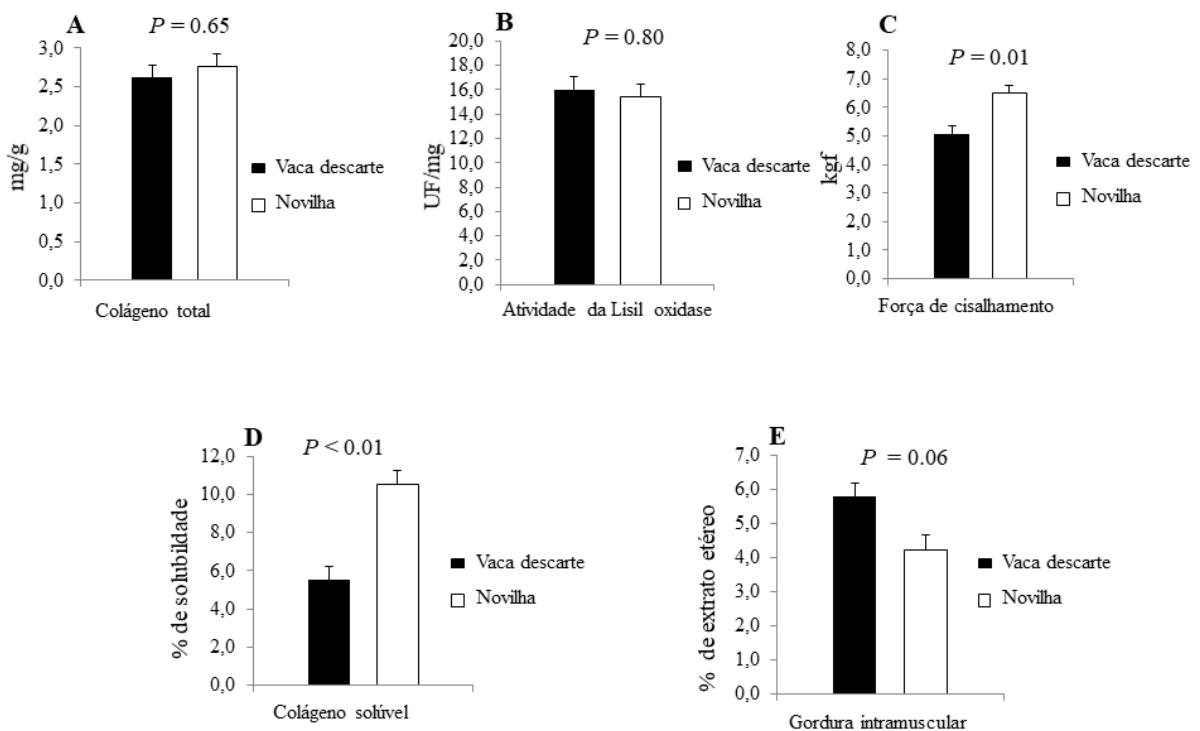 A
P = 0.65
3,0
2,5
2,0
1,5
1,0
0,5
0,0
mg/g
Vaca descarte
Novilha
Colágeno total
B
P = 0.80
20,0
18,0
16,0
14,0
12,0
10,0
8,0
6,0
4,0
2,0
0,0
UF/mg
Vaca descarte
Novilha
Atividade da Lisil oxidase
C
P = 0.01
8,0
7,0
6,0
5,0
4,0
3,0
2,0
1,0
0,0
kgf
Vaca descarte
Novilha
Força de cisalhamento
D
P < 0.01
12,0
10,0
8,0
6,0
4,0
2,0
0,0
% de solubildade
Vaca descarte
Novilha
Colágeno solúvel
E
P = 0.06
7,0
6,0
5,0
4,0
3,0
2,0
1,0
0,0
% de extrato etéreo
Vaca descarte
Novilha
Gordura intramuscular